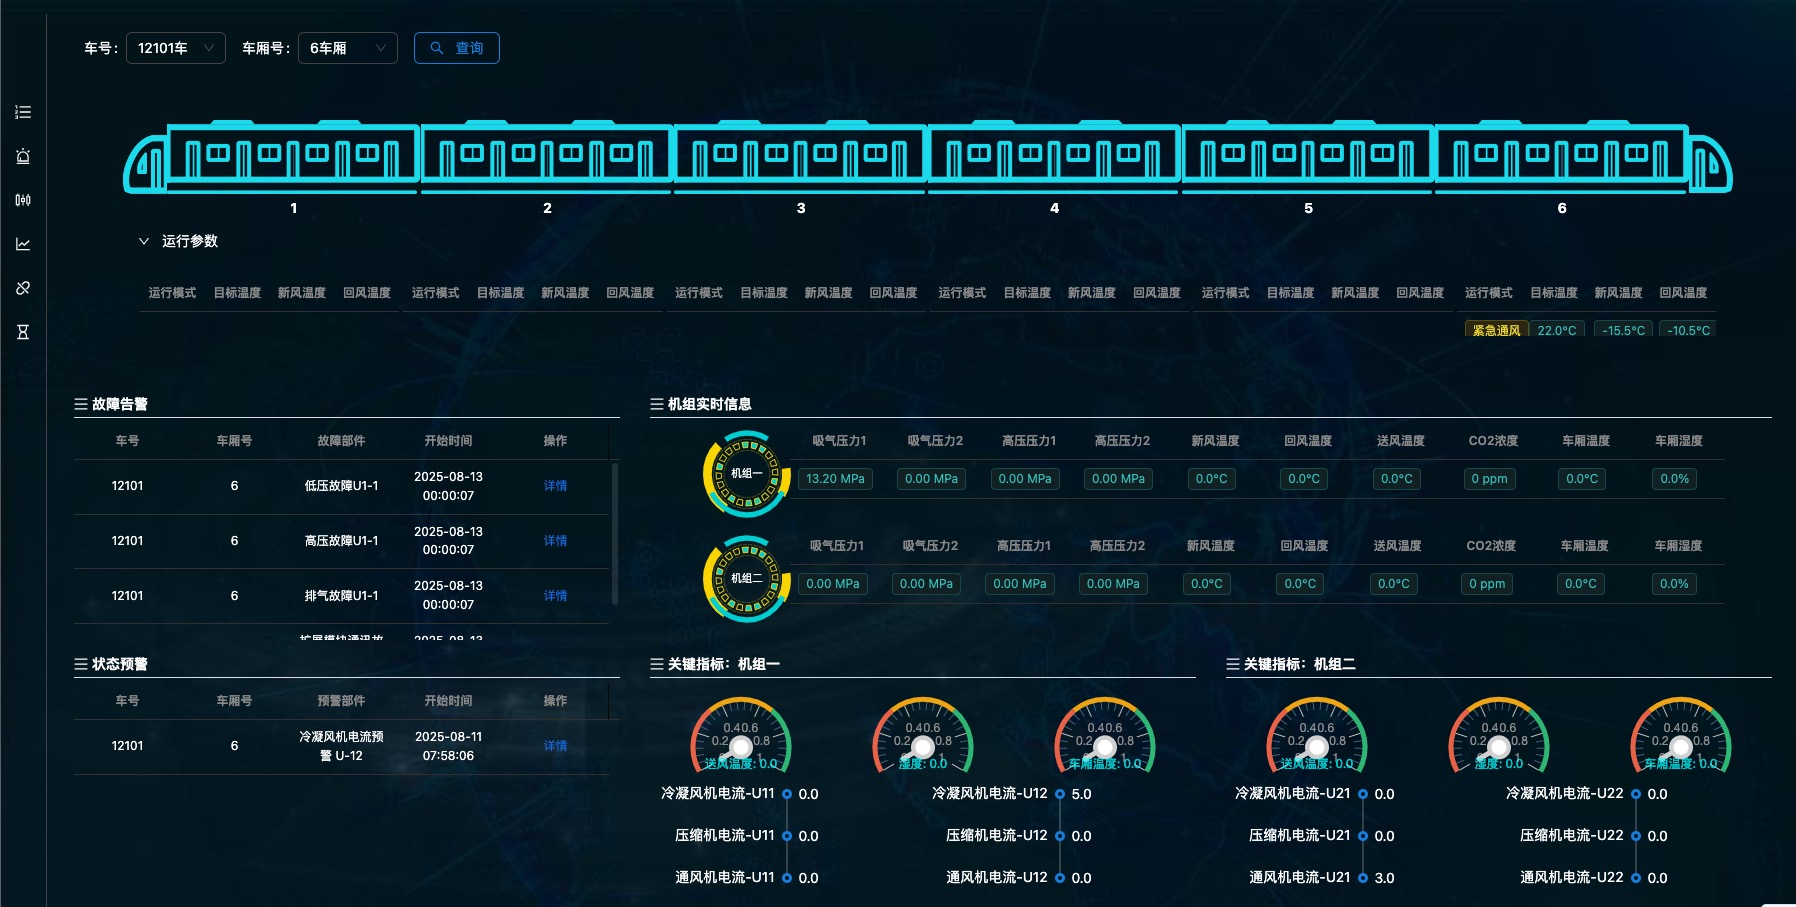 车号： 12101车 车厢号： 6车厢 查询
1 2 3 4 5 6
运行参数
运行模式 目标温度 新风温度 回风温度 运行模式 目标温度 新风温度 回风温度 运行模式 目标温度 新风温度 回风温度 运行模式 目标温度 新风温度 回风温度 运行模式 目标温度 新风温度 回风温度 运行模式 目标温度 新风温度 回风温度
紧急通风 22.0°C -15.5°C -10.5°C
故障告警
车号 车厢号 故障部件 开始时间 操作
12101 6 低压故障U1-1 2025-08-13 00:00:07 详情
12101 6 高压故障U1-1 2025-08-13 00:00:07 详情
12101 6 排气故障U1-1 2025-08-13 00:00:07 详情
扩展模块通讯故 2025-08-13
机组实时信息
机组一
吸气压力1 吸气压力2 高压压力1 高压压力2 新风温度 回风温度 送风温度 CO2浓度 车厢温度 车厢湿度
13.20 MPa 0.00 MPa 0.00 MPa 0.00 MPa 0.0°C 0.0°C 0.0°C 0 ppm 0.0°C 0.0%
机组二
吸气压力1 吸气压力2 高压压力1 高压压力2 新风温度 回风温度 送风温度 CO2浓度 车厢温度 车厢湿度
0.00 MPa 0.00 MPa 0.00 MPa 0.00 MPa 0.0°C 0.0°C 0.0°C 0 ppm 0.0°C 0.0%
状态预警
车号 车厢号 预警部件 开始时间 操作
12101 6 冷凝风机电流预警 U-12 2025-08-11 07:58:06 详情
关键指标：机组一
0.2 0.4 0.6 0.8 1 送风温度: 0.0
0.2 0.4 0.6 0.8 1 湿度: 0.0
0.2 0.4 0.6 0.8 1 车厢温度: 0.0
冷凝风机电流-U11 0.0 冷凝风机电流-U12 5.0
压缩机电流-U11 0.0 压缩机电流-U12 0.0
通风机电流-U11 0.0 通风机电流-U12 0.0
关键指标：机组二
0.2 0.4 0.6 0.8 1 送风温度: 0.0
0.2 0.4 0.6 0.8 1 湿度: 0.0
0.2 0.4 0.6 0.8 1 车厢温度: 0.0
冷凝风机电流-U21 0.0 冷凝风机电流-U22 0.0
压缩机电流-U21 0.0 压缩机电流-U22 0.0
通风机电流-U21 3.0 通风机电流-U22 0.0